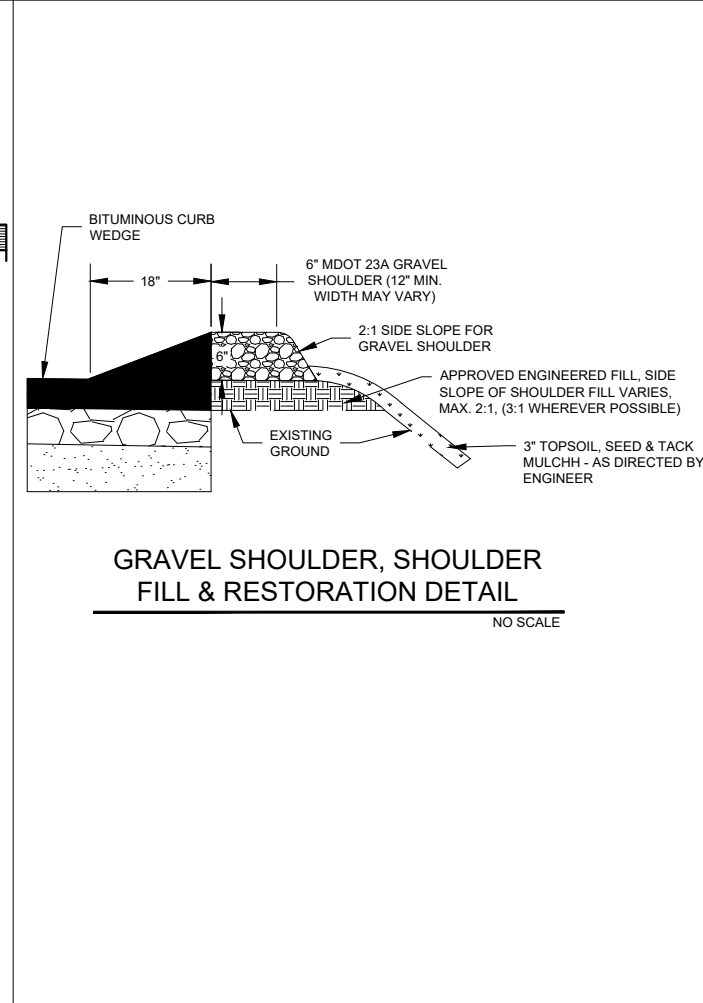 BITUMINOUS CURB
WEDGE
18"
6" MDOT 23A GRAVEL
SHOULDER (12" MIN.
WIDTH MAY VARY)
6"
2:1 SIDE SLOPE FOR
GRAVEL SHOULDER
APPROVED ENGINEERED FILL, SIDE
SLOPE OF SHOULDER FILL VARIES,
MAX. 2:1, (3:1 WHEREVER POSSIBLE)
EXISTING
GROUND
3" TOPSOIL, SEED & TACK
MULCHH - AS DIRECTED BY
ENGINEER
GRAVEL SHOULDER, SHOULDER
FILL & RESTORATION DETAIL
NO SCALE